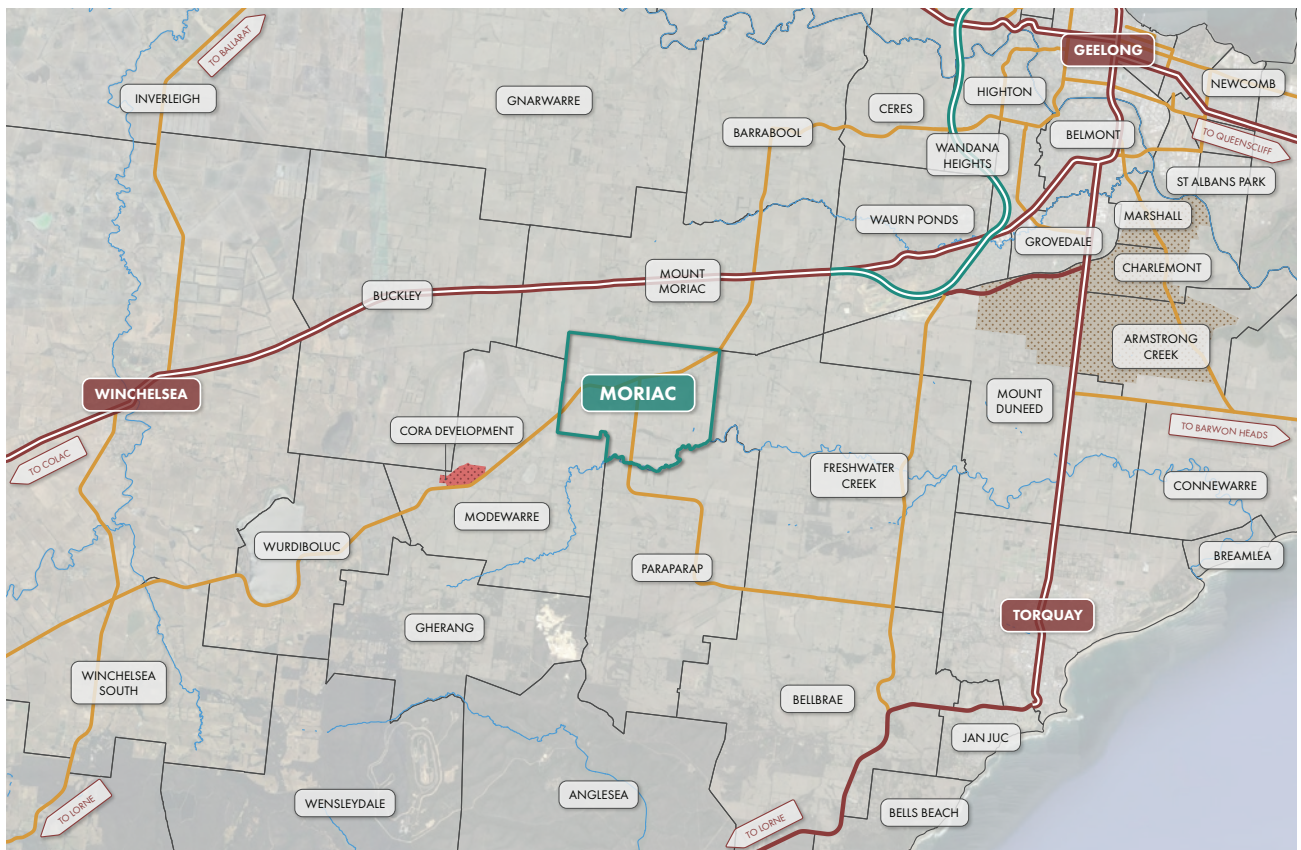 TO BALLARAT
GEELONG
INVERLEIGH
GNARWARRE
HIGHTON
NEWCOMB
CERES
BARRABOOL
BELMONT
TO QUEENSCLIFF
WANDANA
HEIGHTS
ST ALBANS PARK
WAURN PONDS
MARSHALL
GROVEDALE
MOUNT
MORIAC
CHARLEMONT
BUCKLEY
ARMSTRONG
CREEK
WINCHELSEA
MORIAC
MOUNT
DUNEED
CORA DEVELOPMENT
TO BARWON HEADS
TO COLAC
FRESHWATER
CREEK
CONNEWARRE
MODEWARRE
WURDIBOLUC
BREAMLEA
PARAPARAP
TORQUAY
GHERANG
WINCHELSEA
SOUTH
BELLBRAE
JAN JUC
ANGLESEA
WENSLEYDALE
TO LORNE
BELLS BEACH
TO LORNE